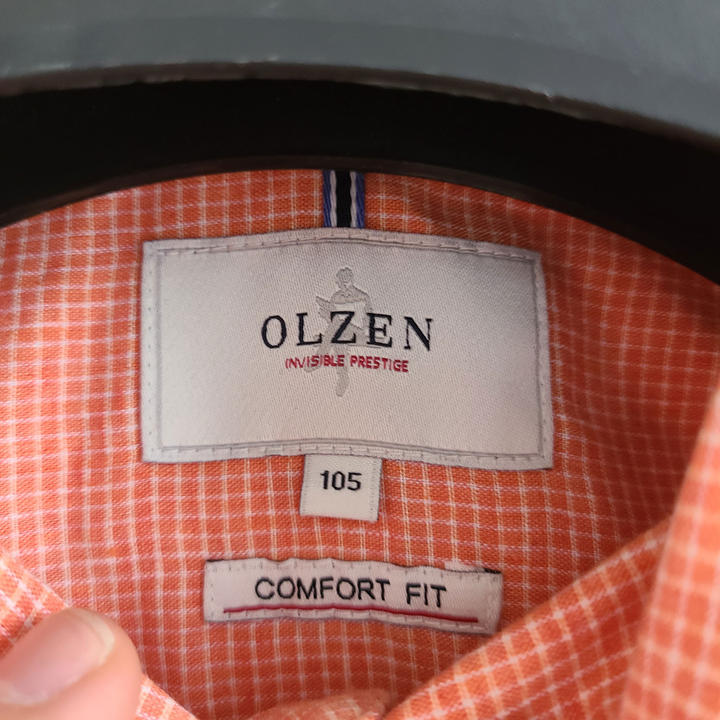 OLZEN
INVISIBLE PRESTIGE
105
COMFORT FIT